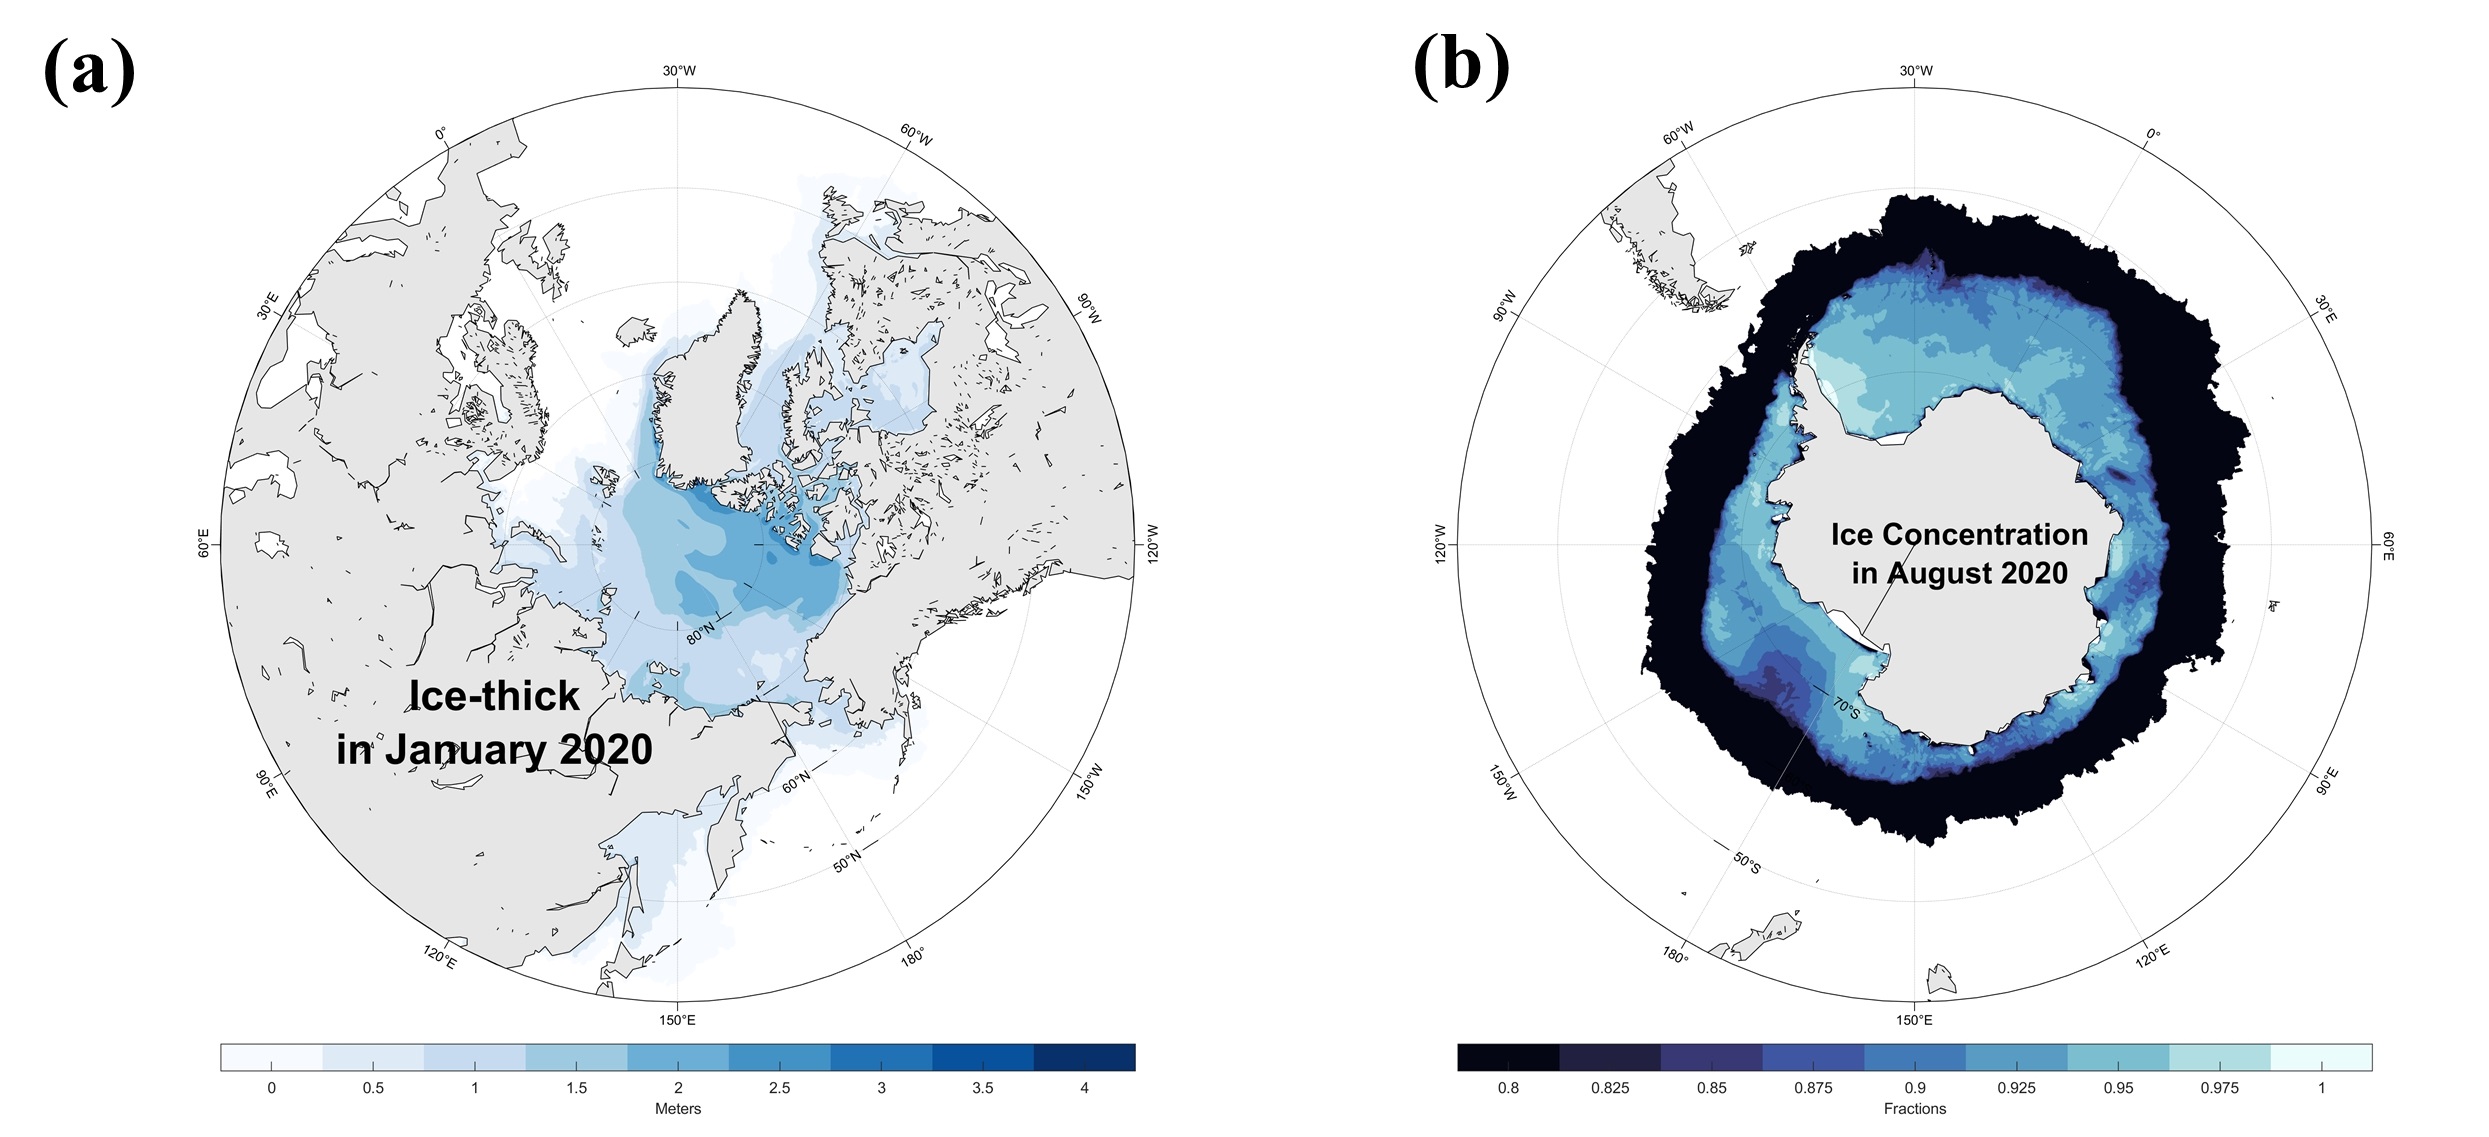 (a)
30°W
0°
60°W
30°E
90°W
60°E
120°W
80°N
Ice-thick
in January 2020
90°E
60°N
150°W
50°N
120°E
180°
150°E
0
0.5
1
1.5
2
2.5
3
3.5
4
Meters
(b)
30°W
60°W
0°
90°W
30°E
120°W
60°E
Ice Concentration
in August 2020
70°S
150°W
90°E
50°S
180°
120°E
150°E
0.8
0.825
0.85
0.875
0.9
0.925
0.95
0.975
1
Fractions